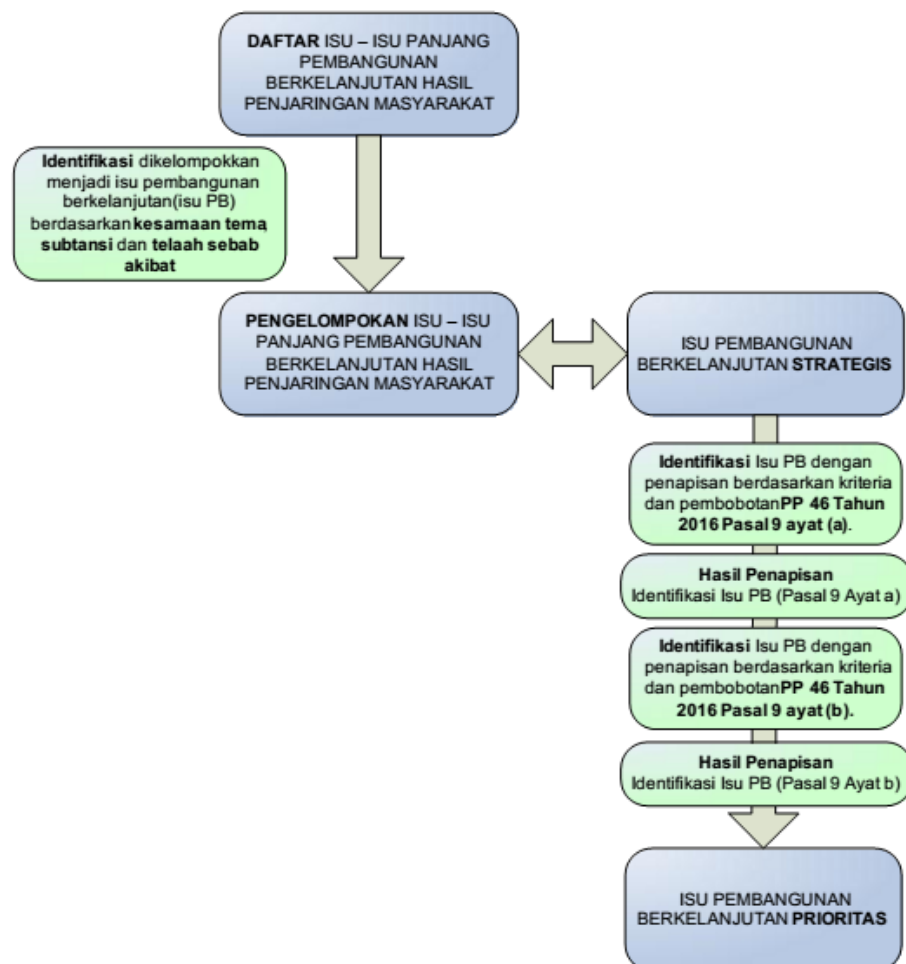 DAFTAR ISU – ISU PANJANG
PEMBANGUNAN
BERKELANJUTAN HASIL
PENJARINGAN MASYARAKAT
Identifikasi dikelompokkan
menjadi isu pembangunan
berkelanjutan(isu PB)
berdasarkan kesamaan tema,
subtansi dan telaah sebab
akibat
PENGELOMPOKAN ISU – ISU
PANJANG PEMBANGUNAN
BERKELANJUTAN HASIL
PENJARINGAN MASYARAKAT
ISU PEMBANGUNAN
BERKELANJUTAN STRATEGIS
Identifikasi Isu PB dengan
penapisan berdasarkan kriteria
dan pembobotan PP 46 Tahun
2016 Pasal 9 ayat (a).
Hasil Penapisan
Identifikasi Isu PB (Pasal 9 Ayat a)
Identifikasi Isu PB dengan
penapisan berdasarkan kriteria
dan pembobotan PP 46 Tahun
2016 Pasal 9 ayat (b).
Hasil Penapisan
Identifikasi Isu PB (Pasal 9 Ayat b)
ISU PEMBANGUNAN
BERKELANJUTAN PRIORITAS